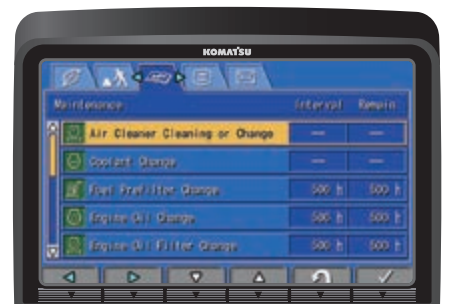 KOMATSU
Maintenance Interval Remain
Air Cleaner Cleaning or Change — —
Coolant Change — —
Fuel Prefilter Change 500 h 500 h
Engine Oil Change 500 h 500 h
Engine Oil Filter Change 500 h 500 h